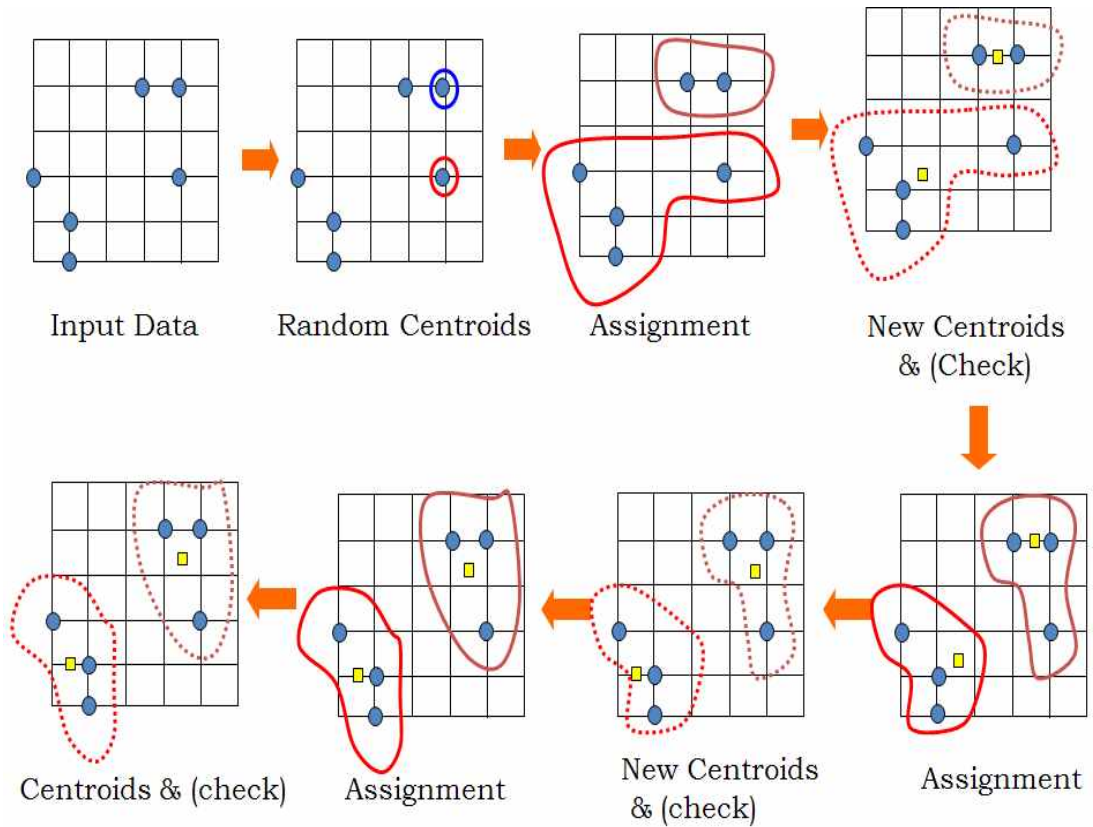 Input Data
Random Centroids
Assignment
New Centroids
& (Check)
Assignment
New Centroids
& (check)
Assignment
Centroids & (check)